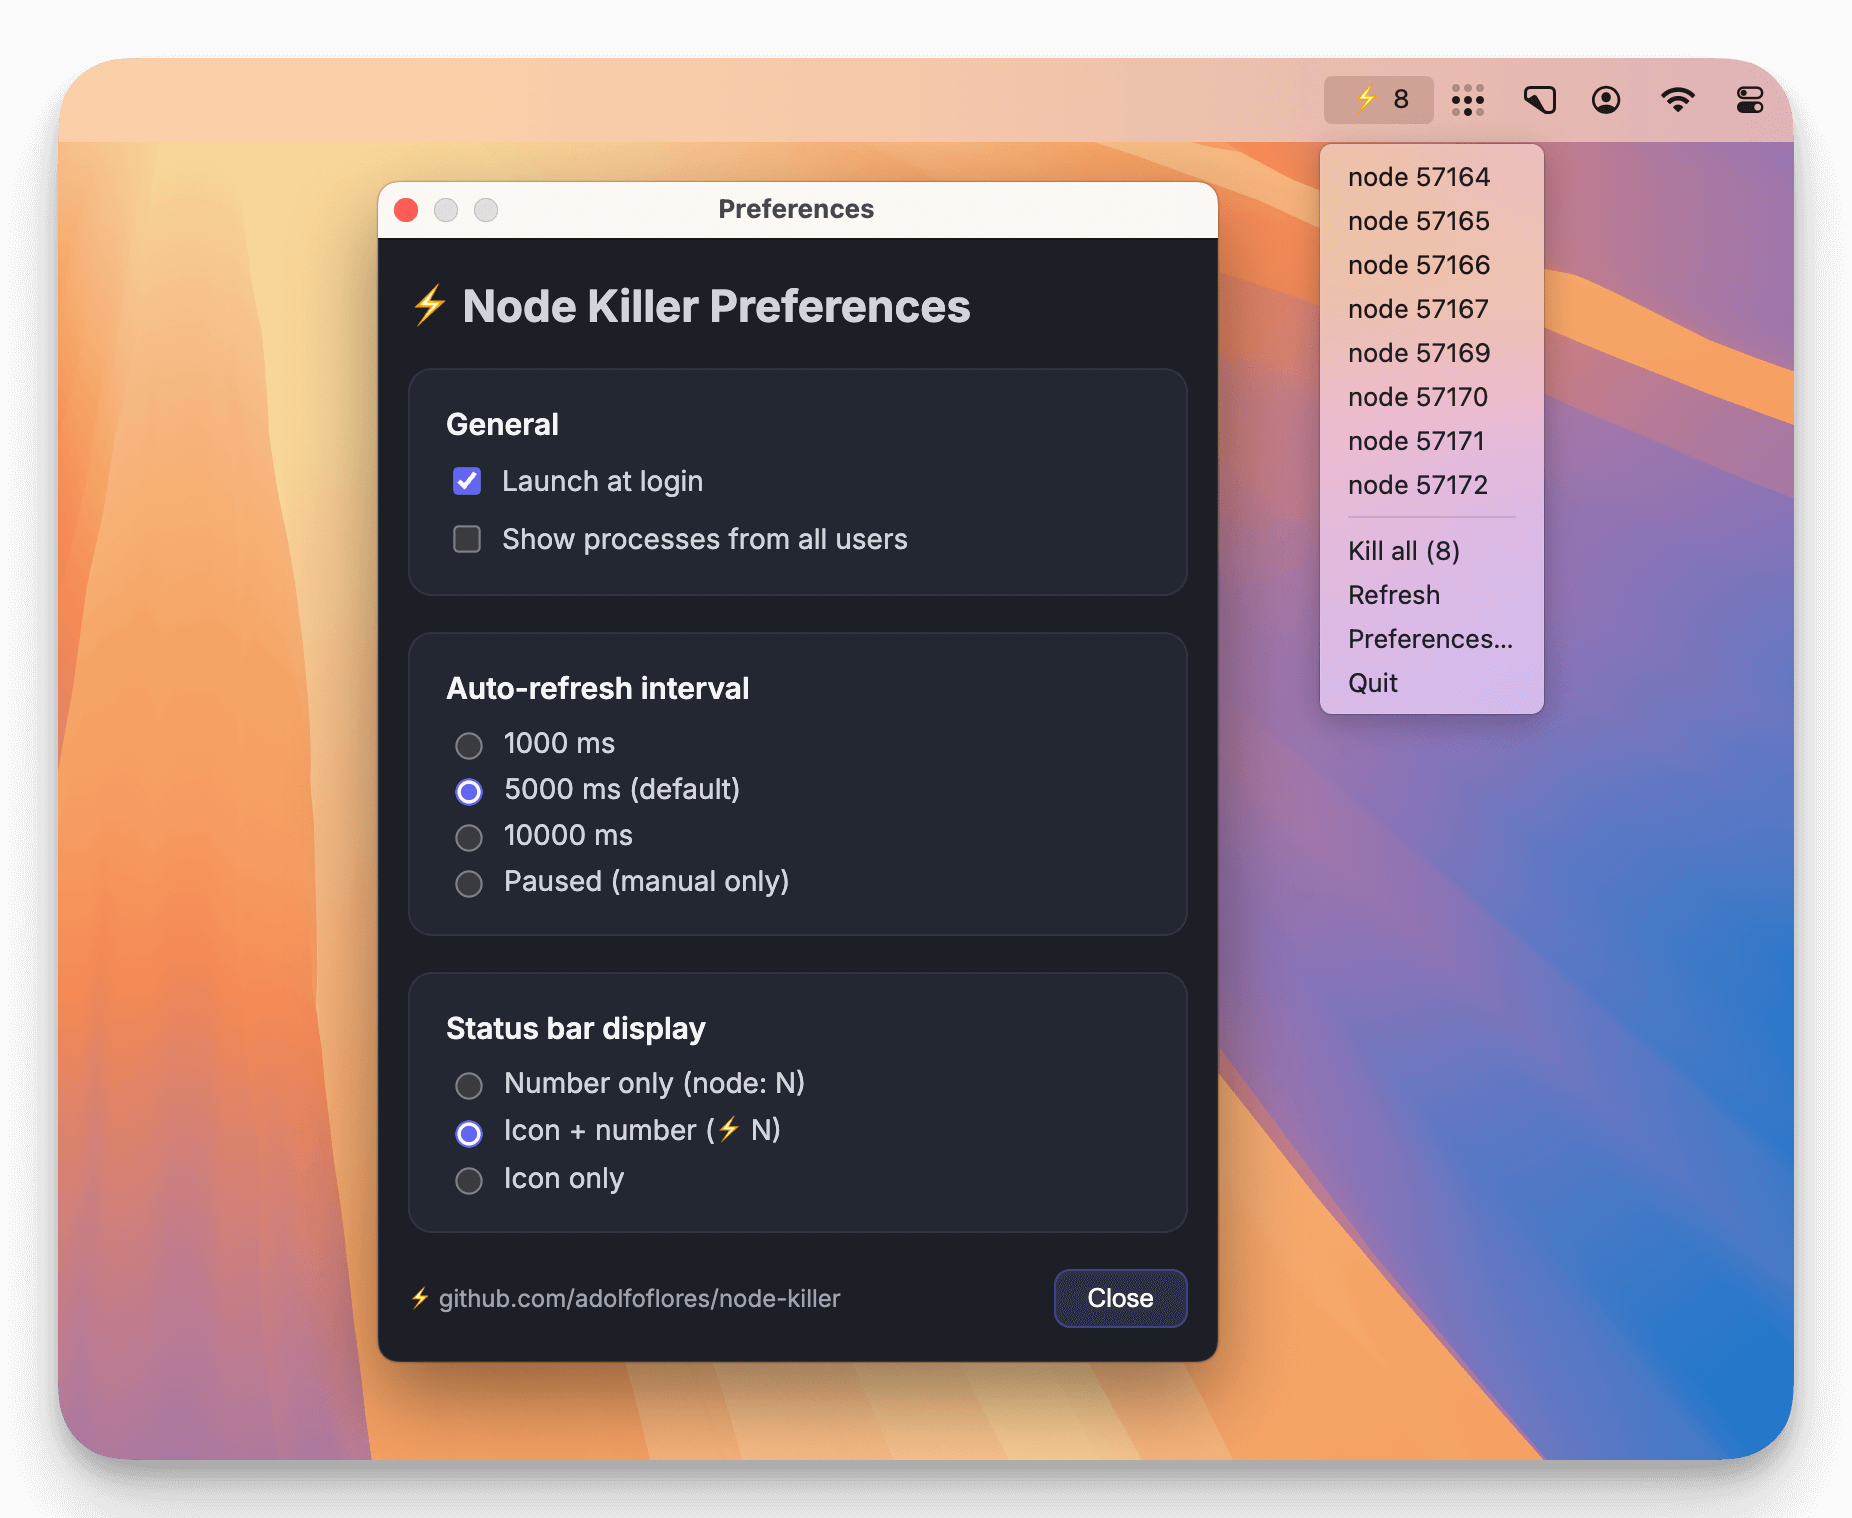 ⚡ 8
Preferences
⚡ Node Killer Preferences
General
Launch at login
Show processes from all users
Auto-refresh interval
1000 ms
5000 ms (default)
10000 ms
Paused (manual only)
Status bar display
Number only (node: N)
Icon + number (⚡ N)
Icon only
⚡ github.com/adolfoflores/node-killer
Close
node 57164
node 57165
node 57166
node 57167
node 57169
node 57170
node 57171
node 57172
Kill all (8)
Refresh
Preferences...
Quit